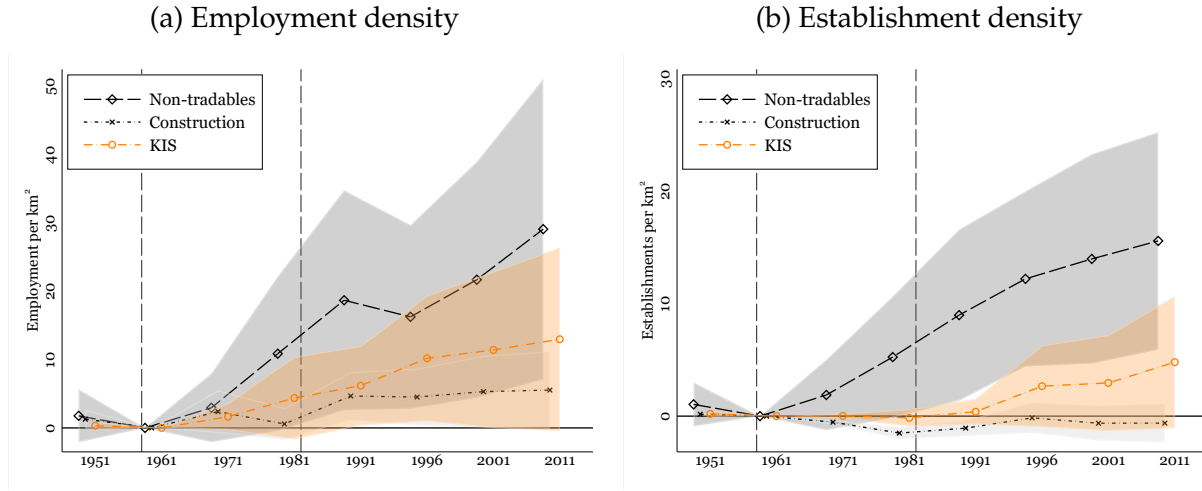 (a) Employment density
(b) Establishment density
Employment per km²
50
40
30
20
10
0
Non-tradables
Construction
KIS
1951 1961 1971 1981 1991 1996 2001 2011
Establishments per km²
30
20
10
0
Non-tradables
Construction
KIS
1951 1961 1971 1981 1991 1996 2001 2011